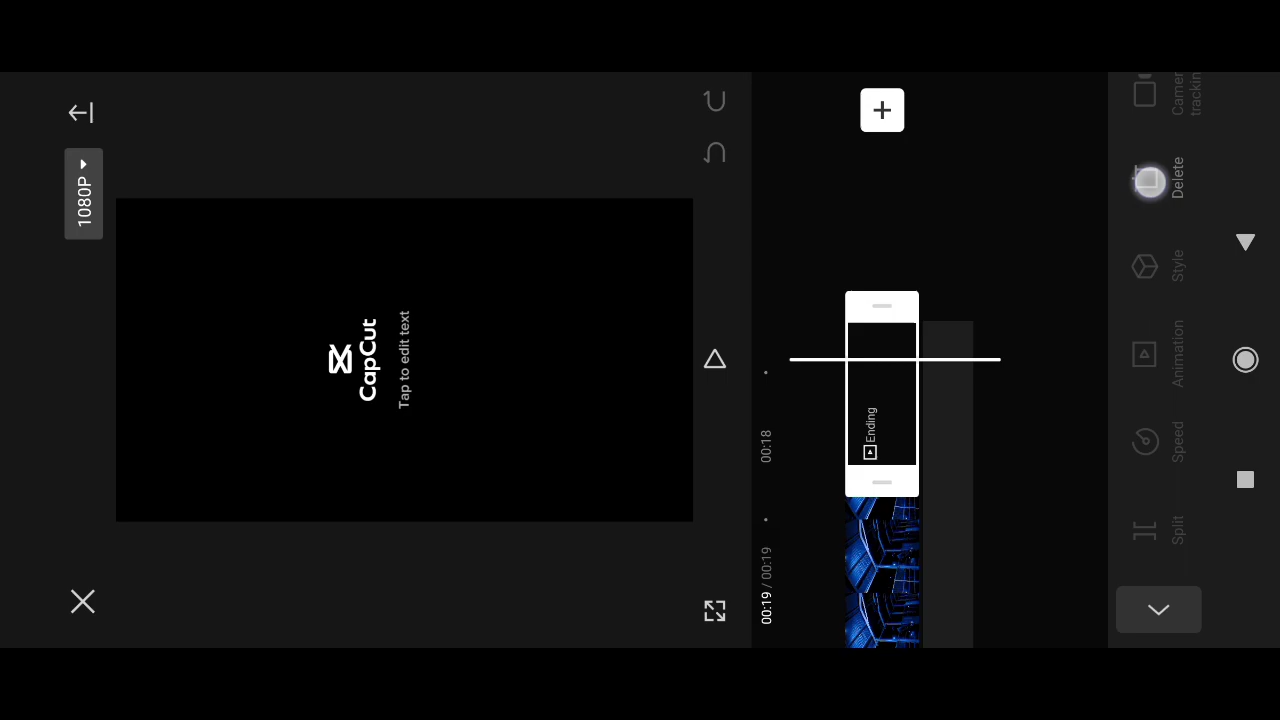 1080P
CapCut
Tap to edit text
00:19 / 00:19
00:18
Ending
Split
Speed
Animation
Style
Delete